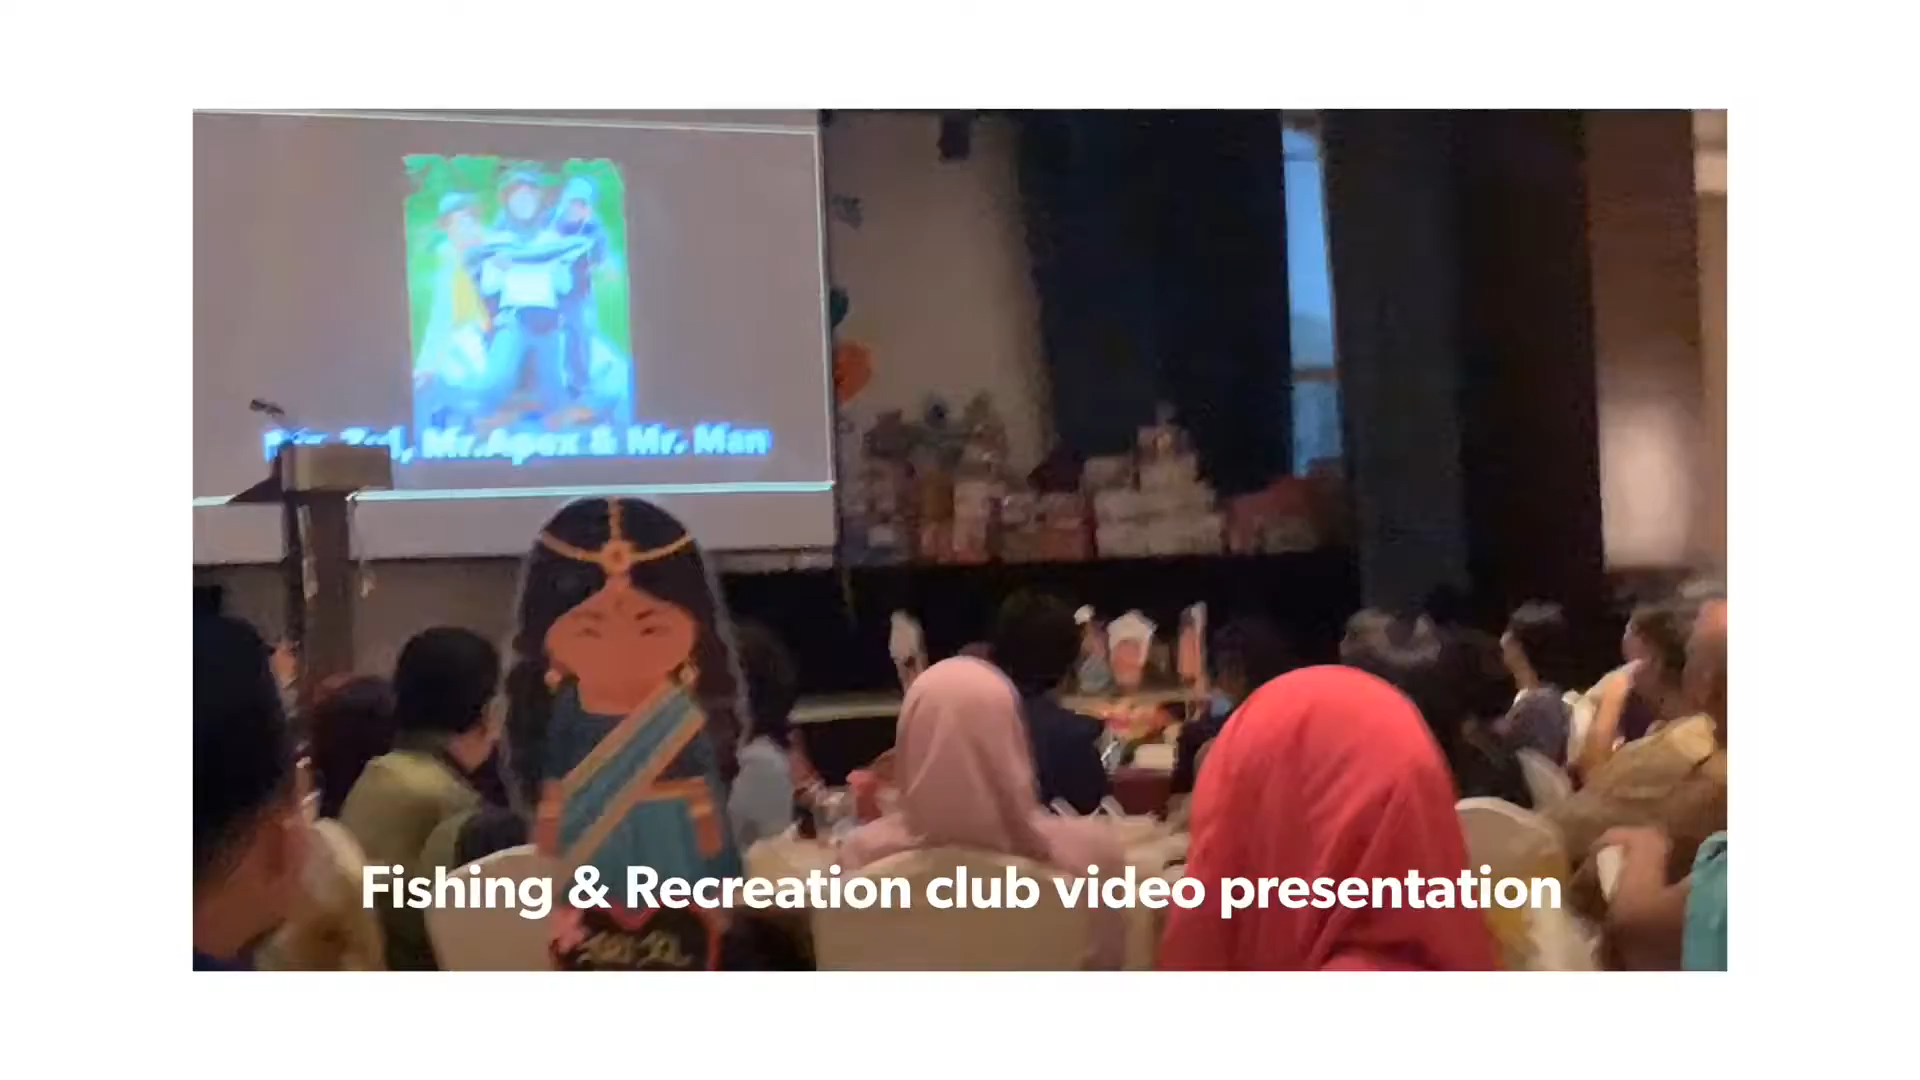 Mr.Apex & Mr. Man
Fishing & Recreation club video presentation